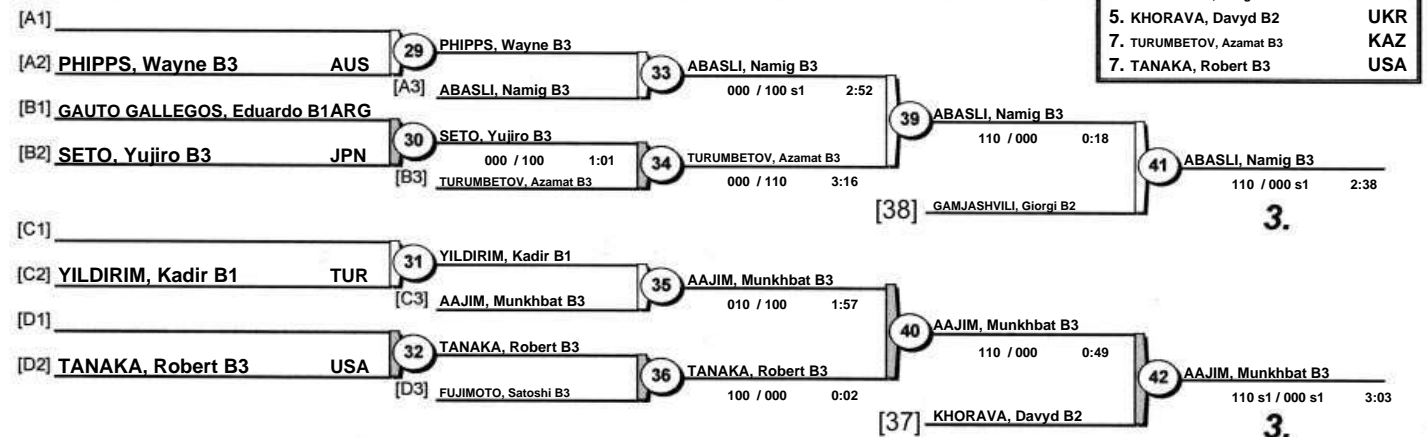 5. KHORAVA, Davyd B2 UKR
7. TURUMBETOV, Azamat B3 KAZ
7. TANAKA, Robert B3 USA
[A1]
[A2] PHIPPS, Wayne B3 AUS
29
PHIPPS, Wayne B3
[A3] ABASLI, Namig B3
33
ABASLI, Namig B3
000 / 100 s1 2:52
[B1] GAUTO GALLEGOS, Eduardo B1ARG
[B2] SETO, Yujiro B3 JPN
30
SETO, Yujiro B3
000 / 100 1:01
[B3] TURUMBETOV, Azamat B3
34
TURUMBETOV, Azamat B3
000 / 110 3:16
39
ABASLI, Namig B3
110 / 000 0:18
[38] GAMJASHVILI, Giorgi B2
41
ABASLI, Namig B3
110 / 000 s1 2:38
3.
[C1]
[C2] YILDIRIM, Kadir B1 TUR
31
YILDIRIM, Kadir B1
[C3] AAJIM, Munkhbat B3
35
AAJIM, Munkhbat B3
010 / 100 1:57
[D1]
[D2] TANAKA, Robert B3 USA
32
TANAKA, Robert B3
[D3] FUJIMOTO, Satoshi B3
36
TANAKA, Robert B3
100 / 000 0:02
40
AAJIM, Munkhbat B3
110 / 000 0:49
[37] KHORAVA, Davyd B2
42
AAJIM, Munkhbat B3
110 s1 / 000 s1 3:03
3.